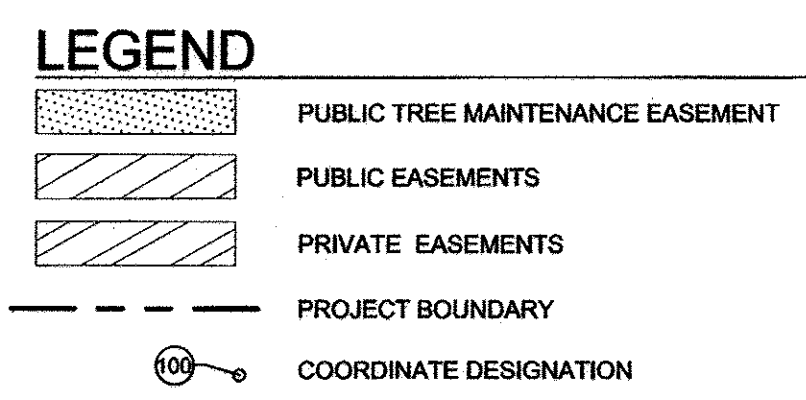 LEGEND
PUBLIC TREE MAINTENANCE EASEMENT
PUBLIC EASEMENTS
PRIVATE EASEMENTS
PROJECT BOUNDARY
100 COORDINATE DESIGNATION